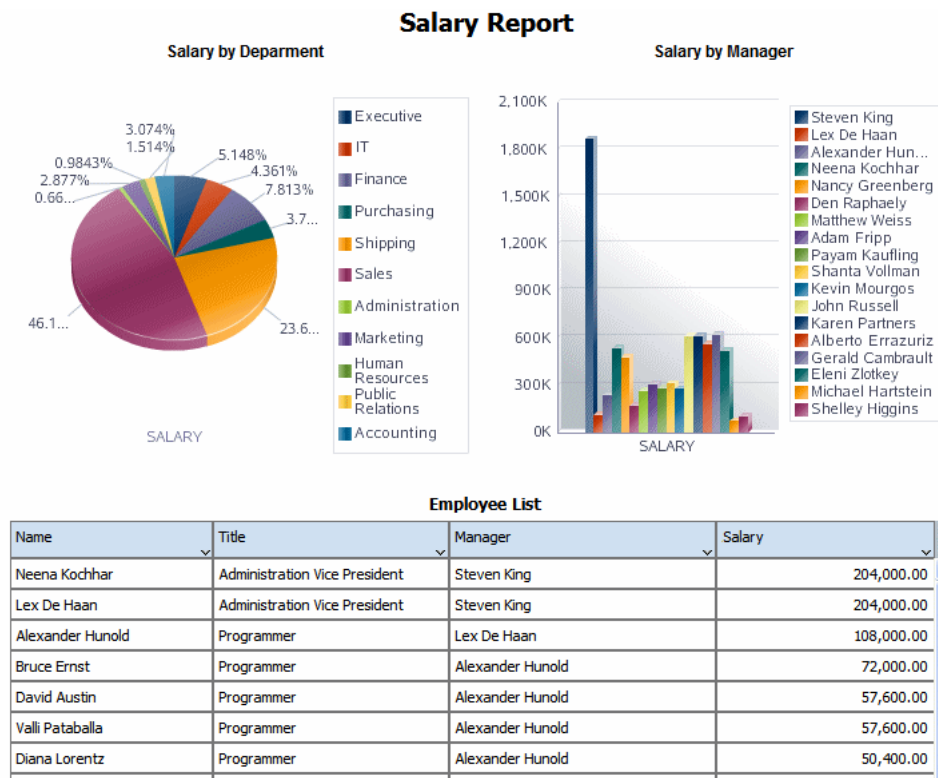 Salary Report
Salary by Deparment
Salary by Manager
3.074%
1.514%
0.9843%
2.877%
0.66...
5.148%
4.361%
7.813%
3.7...
46.1...
23.6...
SALARY
Executive
IT
Finance
Purchasing
Shipping
Sales
Administration
Marketing
Human
Resources
Public
Relations
Accounting
2,100K
1,800K
1,500K
1,200K
900K
600K
300K
0K
SALARY
Steven King
Lex De Haan
Alexander Hun...
Neena Kochhar
Nancy Greenberg
Den Raphaely
Matthew Weiss
Adam Fripp
Payam Kaufling
Shanta Vollman
Kevin Mourgos
John Russell
Karen Partners
Alberto Errazuriz
Gerald Cambrault
Eleni Zlotkey
Michael Hartstein
Shelley Higgins
Employee List
Name Title Manager Salary
Neena Kochhar Administration Vice President Steven King 204,000.00
Lex De Haan Administration Vice President Steven King 204,000.00
Alexander Hunold Programmer Lex De Haan 108,000.00
Bruce Ernst Programmer Alexander Hunold 72,000.00
David Austin Programmer Alexander Hunold 57,600.00
Valli Pataballa Programmer Alexander Hunold 57,600.00
Diana Lorentz Programmer Alexander Hunold 50,400.00